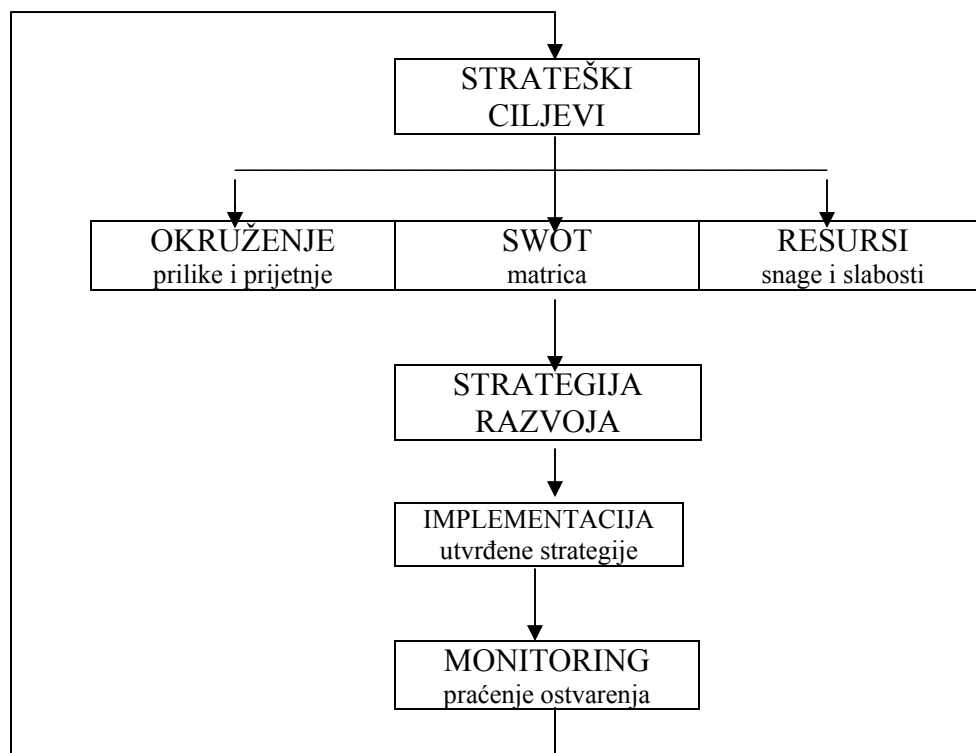 STRATEŠKI
CILJEVI
OKRUŽENJE
prilike i prijetnje
SWOT
matrica
RESURSI
snage i slabosti
STRATEGIJA
RAZVOJA
IMPLEMENTACIJA
utvrđene strategije
MONITORING
praćenje ostvarenja